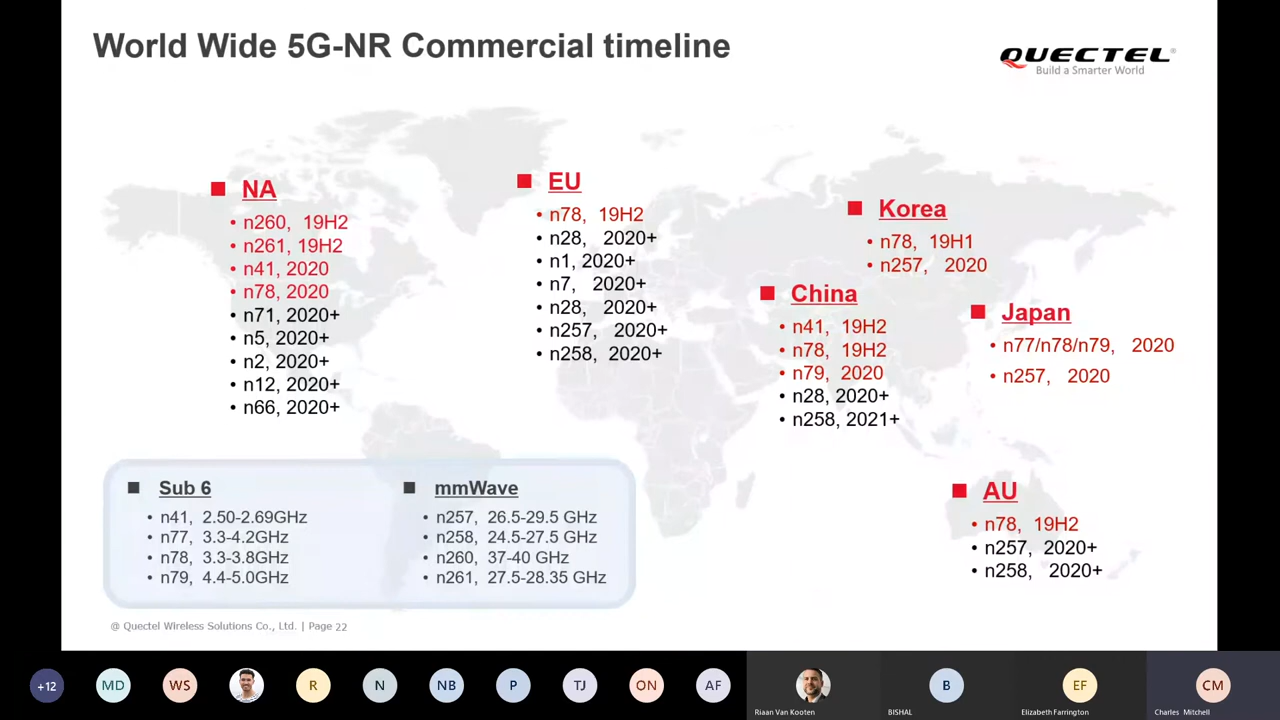 World Wide 5G-NR Commercial timeline
QUECTEL®
Build a Smarter World
■ NA
• n260, 19H2
• n261, 19H2
• n41, 2020
• n78, 2020
• n71, 2020+
• n5, 2020+
• n2, 2020+
• n12, 2020+
• n66, 2020+
■ EU
• n78, 19H2
• n28, 2020+
• n1, 2020+
• n7, 2020+
• n28, 2020+
• n257, 2020+
• n258, 2020+
■ Korea
• n78, 19H1
• n257, 2020
■ China
• n41, 19H2
• n78, 19H2
• n79, 2020
• n28, 2020+
• n258, 2021+
■ Japan
• n77/n78/n79, 2020
• n257, 2020
■ AU
• n78, 19H2
• n257, 2020+
• n258, 2020+
■ Sub 6
• n41, 2.50-2.69GHz
• n77, 3.3-4.2GHz
• n78, 3.3-3.8GHz
• n79, 4.4-5.0GHz
■ mmWave
• n257, 26.5-29.5 GHz
• n258, 24.5-27.5 GHz
• n260, 37-40 GHz
• n261, 27.5-28.35 GHz
@ Quectel Wireless Solutions Co., Ltd. | Page 22
+12
MD
WS
R
N
NB
P
TJ
ON
AF
Riaan Van Kooten
B
BISHAL
EF
Elizabeth Farrington
CM
Charles Mitchell